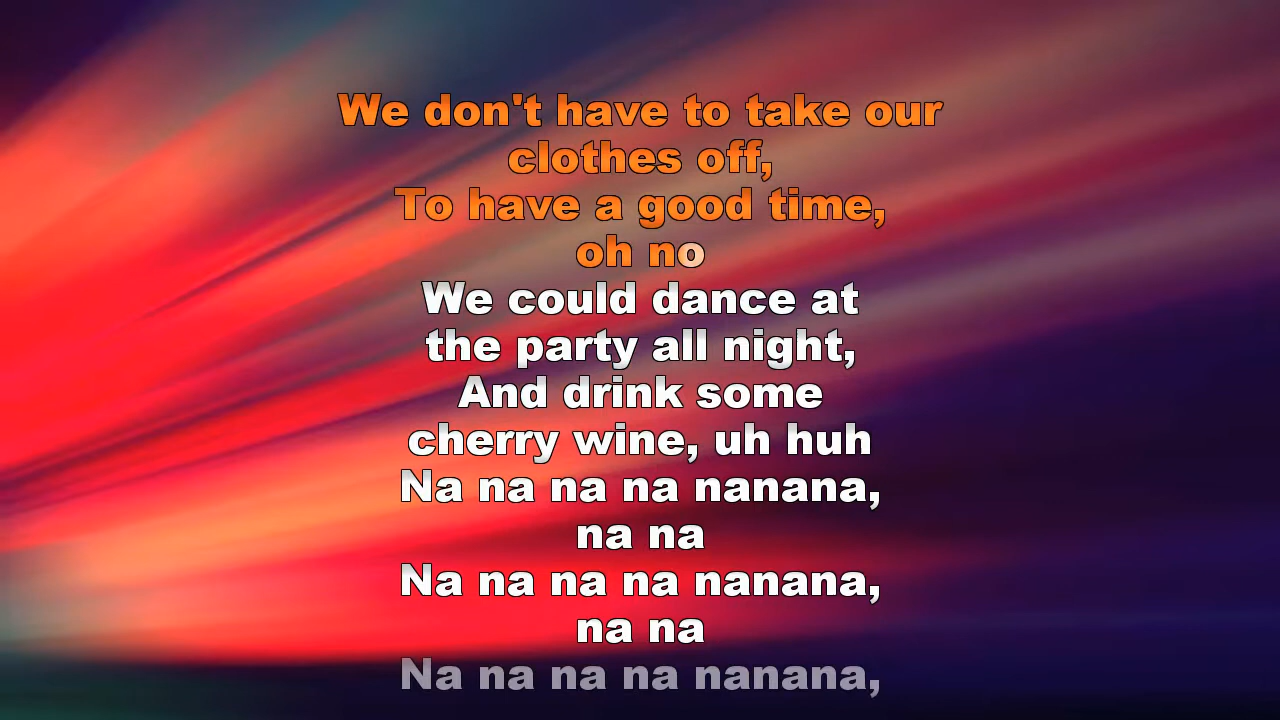 We don't have to take our
clothes off,
To have a good time,
oh no
We could dance at
the party all night,
And drink some
cherry wine, uh huh
Na na na na nanana,
na na
Na na na na nanana,
na na
Na na na na nanana,